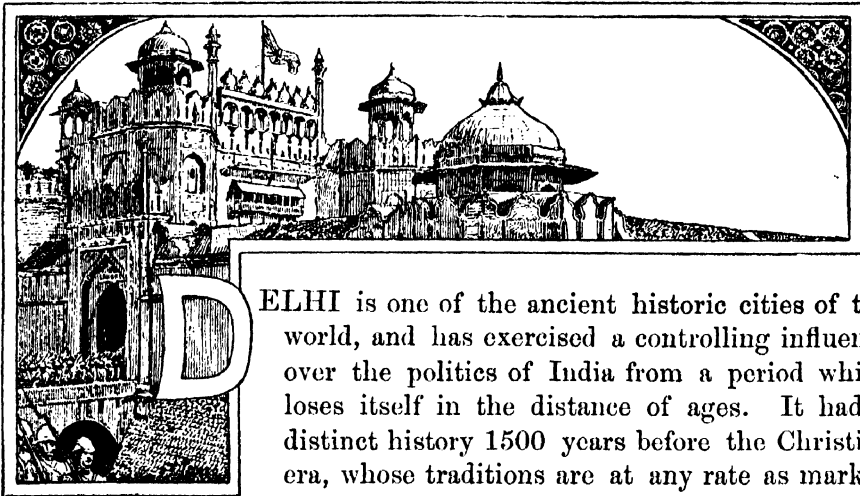 DELHI is one of the ancient historic cities of
world, and has exercised a controlling
over the politics of India from a period
loses itself in the distance of ages. It had
distinct history 1500 years before the
era, whose traditions are at any rate as